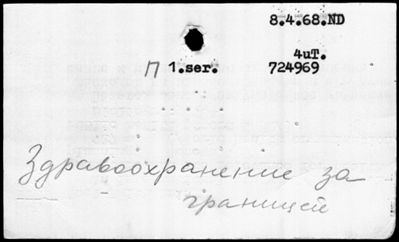 8.4.68.ND
4uT.
П 1.ser. 724969
Здравоохранение за
границей